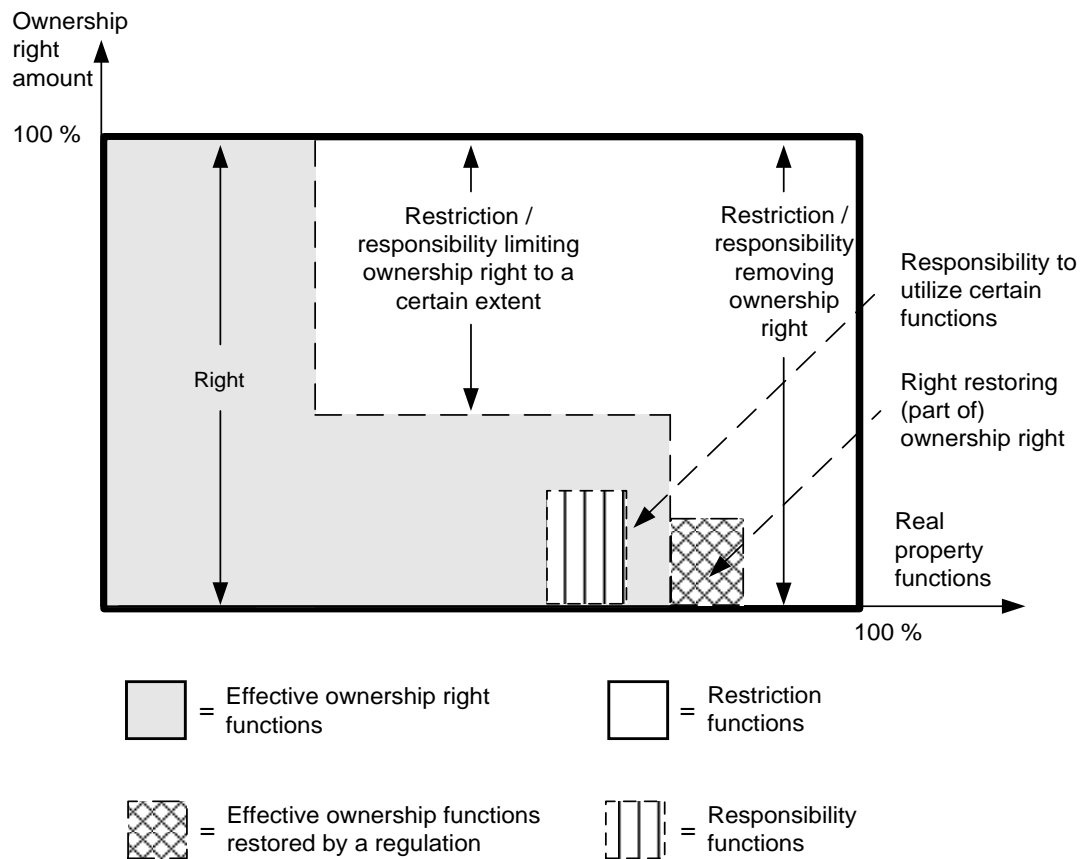 Ownership
right
amount
100 %
Right
Restriction /
responsibility limiting
ownership right to a
certain extent
Restriction /
responsibility
removing
ownership
right
Responsibility to
utilize certain
functions
Right restoring
(part of)
ownership right
Real
property
functions
100 %
= Effective ownership right
functions
= Restriction
functions
= Effective ownership functions
restored by a regulation
= Responsibility
functions